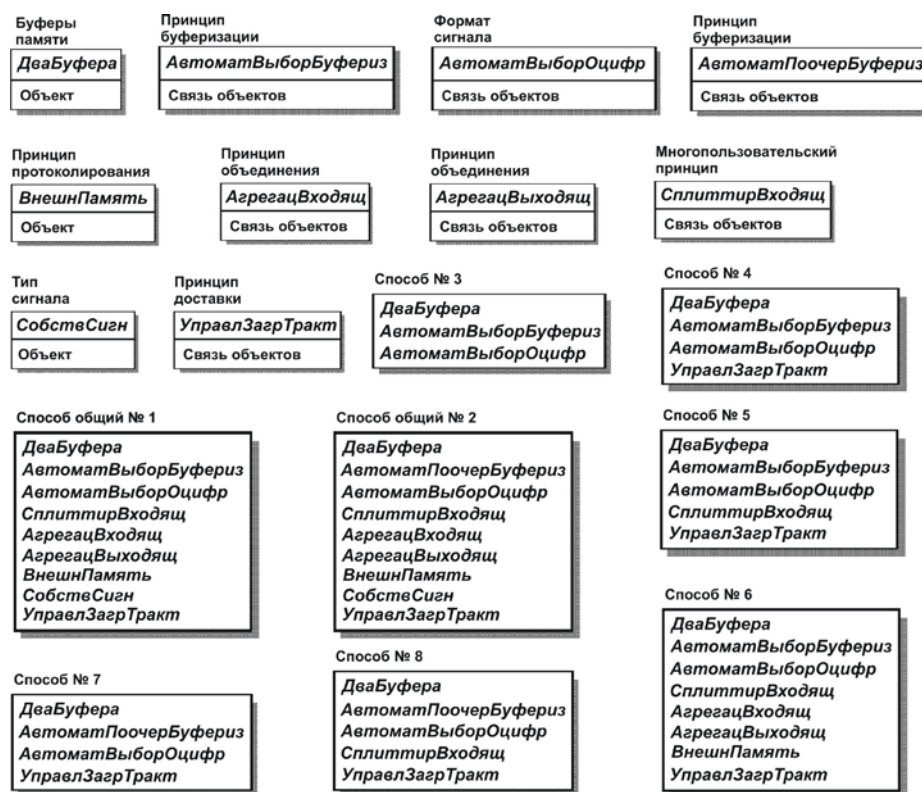 Буферы
памяти
ДваБуфера
Объект
Принцип
буферизации
АвтоматВыборБуфериз
Связь объектов
Формат
сигнала
АвтоматВыборОцифр
Связь объектов
Принцип
буферизации
АвтоматПоочерБуфериз
Связь объектов
Принцип
протоколирования
ВнешнПамять
Объект
Принцип
объединения
АгрегацВходящ
Связь объектов
Принцип
объединения
АгрегацВыходящ
Связь объектов
Многопользовательский
принцип
СплиттирВходящ
Связь объектов
Тип
сигнала
СобствСигн
Объект
Принцип
доставки
УправлЗагрТракт
Связь объектов
Способ № 3
ДваБуфера
АвтоматВыборБуфериз
АвтоматВыборОцифр
Способ № 4
ДваБуфера
АвтоматВыборБуфериз
АвтоматВыборОцифр
УправлЗагрТракт
Способ общий № 1
ДваБуфера
АвтоматВыборБуфериз
АвтоматВыборОцифр
СплиттирВходящ
АгрегацВходящ
АгрегацВыходящ
ВнешнПамять
СобствСигн
УправлЗагрТракт
Способ общий № 2
ДваБуфера
АвтоматПоочерБуфериз
АвтоматВыборОцифр
СплиттирВходящ
АгрегацВходящ
АгрегацВыходящ
ВнешнПамять
СобствСигн
УправлЗагрТракт
Способ № 5
ДваБуфера
АвтоматВыборБуфериз
АвтоматВыборОцифр
СплиттирВходящ
УправлЗагрТракт
Способ № 6
ДваБуфера
АвтоматВыборБуфериз
АвтоматВыборОцифр
СплиттирВходящ
АгрегацВходящ
АгрегацВыходящ
ВнешнПамять
УправлЗагрТракт
Способ № 7
ДваБуфера
АвтоматПоочерБуфериз
АвтоматВыборОцифр
УправлЗагрТракт
Способ № 8
ДваБуфера
АвтоматПоочерБуфериз
АвтоматВыборОцифр
СплиттирВходящ
УправлЗагрТракт